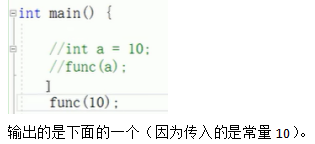 int main() {
//int a = 10;
//func(a);
]
func(10);
输出的是下面的一个（因为传入的是常量 10）。